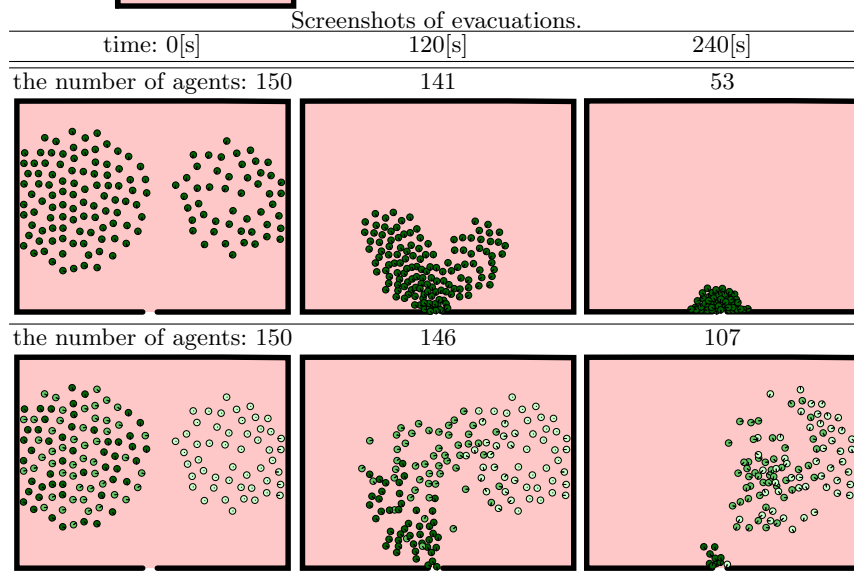 Screenshots of evacuations.
time: 0[s] 120[s] 240[s]
the number of agents: 150 141 53
the number of agents: 150 146 107